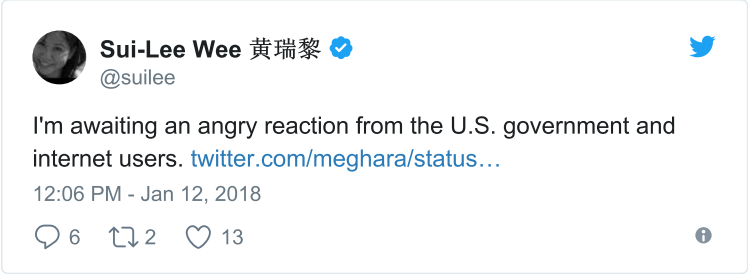 Sui-Lee Wee 黄瑞黎
@suilee
I'm awaiting an angry reaction from the U.S. government and
internet users. twitter.com/meghara/status…
12:06 PM - Jan 12, 2018
6 2 13